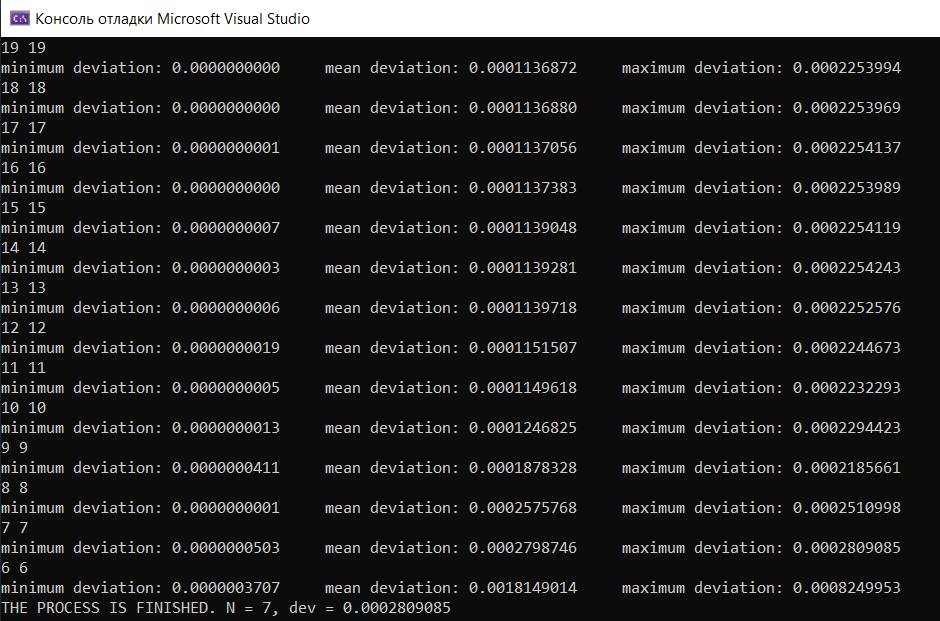 Консоль отладки Microsoft Visual Studio
19 19
minimum deviation: 0.0000000000     mean deviation: 0.0001136872     maximum deviation: 0.0002253994
18 18
minimum deviation: 0.0000000000     mean deviation: 0.0001136880     maximum deviation: 0.0002253969
17 17
minimum deviation: 0.0000000001     mean deviation: 0.0001137056     maximum deviation: 0.0002254137
16 16
minimum deviation: 0.0000000000     mean deviation: 0.0001137383     maximum deviation: 0.0002253989
15 15
minimum deviation: 0.0000000007     mean deviation: 0.0001139048     maximum deviation: 0.0002254119
14 14
minimum deviation: 0.0000000003     mean deviation: 0.0001139281     maximum deviation: 0.0002254243
13 13
minimum deviation: 0.0000000006     mean deviation: 0.0001139718     maximum deviation: 0.0002252576
12 12
minimum deviation: 0.0000000019     mean deviation: 0.0001151507     maximum deviation: 0.0002244673
11 11
minimum deviation: 0.0000000005     mean deviation: 0.0001149618     maximum deviation: 0.0002232293
10 10
minimum deviation: 0.0000000013     mean deviation: 0.0001246825     maximum deviation: 0.0002294423
9 9
minimum deviation: 0.0000000411     mean deviation: 0.0001878328     maximum deviation: 0.0002185661
8 8
minimum deviation: 0.0000000001     mean deviation: 0.0002575768     maximum deviation: 0.0002510998
7 7
minimum deviation: 0.0000000503     mean deviation: 0.0002798746     maximum deviation: 0.0002809085
6 6
minimum deviation: 0.0000003707     mean deviation: 0.0018149014     maximum deviation: 0.0008249953
THE PROCESS IS FINISHED. N = 7, dev = 0.0002809085